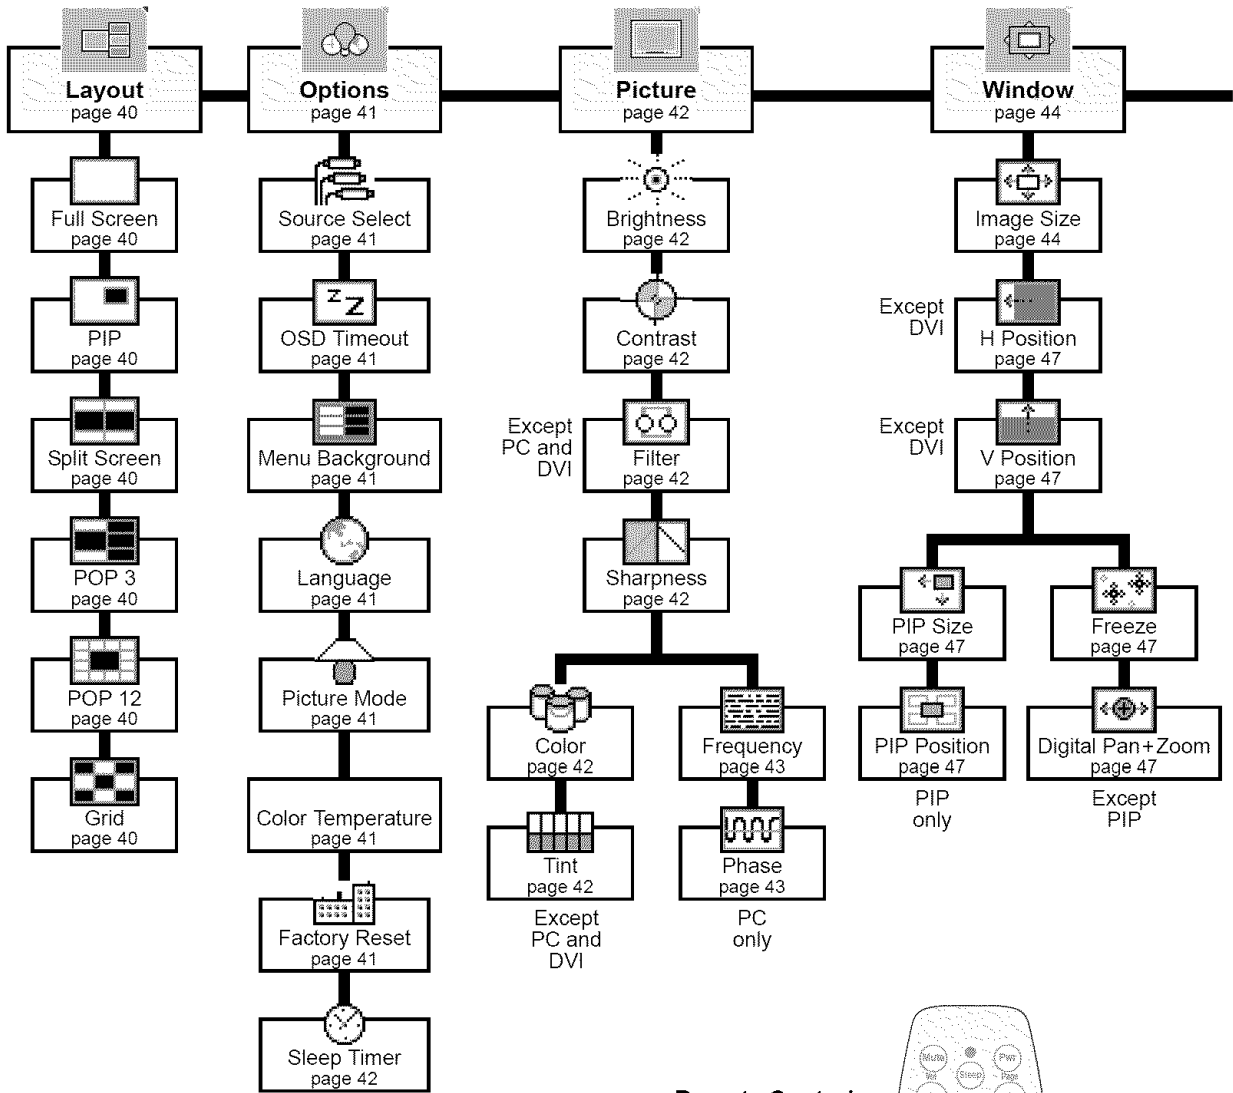 Layout
page 40
Full Screen
page 40
PIP
page 40
Split Screen
page 40
POP 3
page 40
POP 12
page 40
Grid
page 40
Options
page 41
Source Select
page 41
OSD Timeout
page 41
Menu Background
page 41
Language
page 41
Picture Mode
page 41
Color Temperature
page 41
Factory Reset
page 41
Sleep Timer
page 42
Picture
page 42
Brightness
page 42
Contrast
page 42
Except
PC and
DVI
Filter
page 42
Sharpness
page 42
Color
page 42
Tint
page 42
Except
PC and
DVI
Frequency
page 43
Phase
page 43
PC
only
Window
page 44
Image Size
page 44
Except
DVI
H Position
page 47
Except
DVI
V Position
page 47
PIP Size
page 47
PIP Position
page 47
PIP
only
Freeze
page 47
Digital Pan+Zoom
page 47
Except
PIP
Mute
Pwr
Sleep
Page